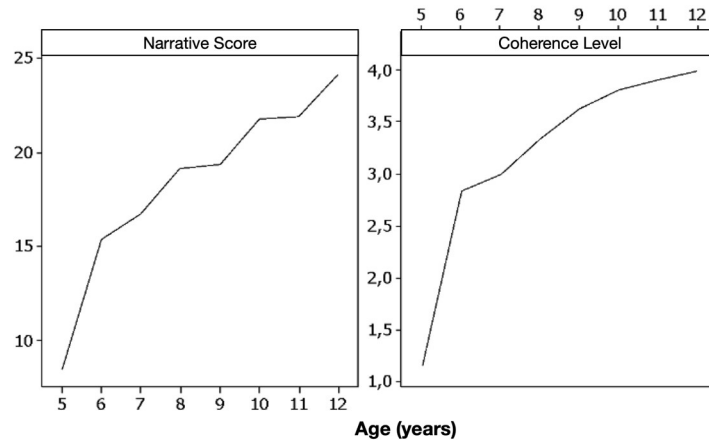 5 6 7 8 9 10 11 12
Narrative Score
Coherence Level
25
20
15
10
4,0
3,5
3,0
2,5
2,0
1,5
1,0
5 6 7 8 9 10 11 12
Age (years)